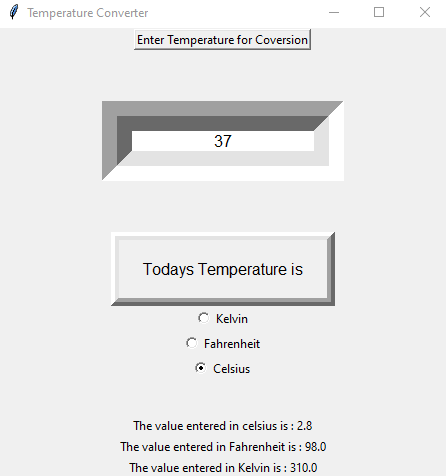 Temperature Converter
Enter Temperature for Coversion
37
Todays Temperature is
Kelvin
Fahrenheit
Celsius
The value entered in celsius is : 2.8
The value entered in Fahrenheit is : 98.0
The value entered in Kelvin is : 310.0